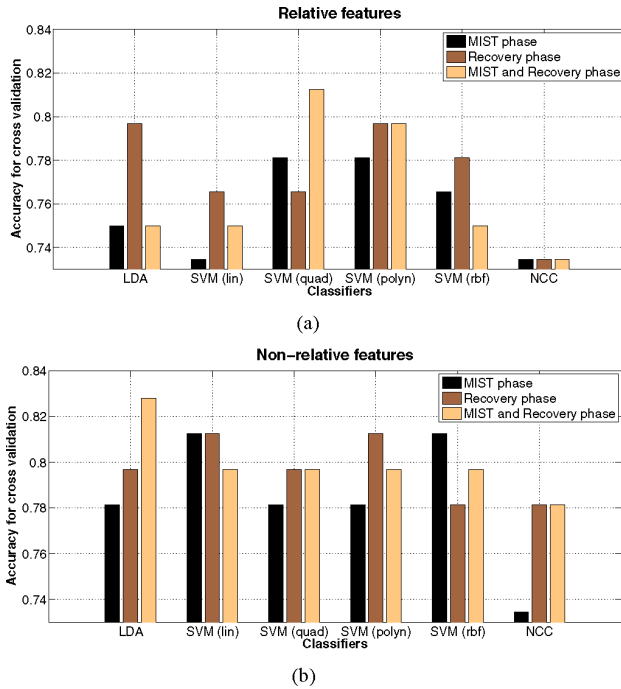 Relative features
0.84
0.82
0.8
0.78
0.76
0.74
Accuracy for cross validation
MIST phase
Recovery phase
MIST and Recovery phase
LDA SVM (lin) SVM (quad) SVM (polyn) SVM (rbf) NCC
Classifiers
(a)
Non−relative features
0.84
0.82
0.8
0.78
0.76
0.74
Accuracy for cross validation
MIST phase
Recovery phase
MIST and Recovery phase
LDA SVM (lin) SVM (quad) SVM (polyn) SVM (rbf) NCC
Classifiers
(b)